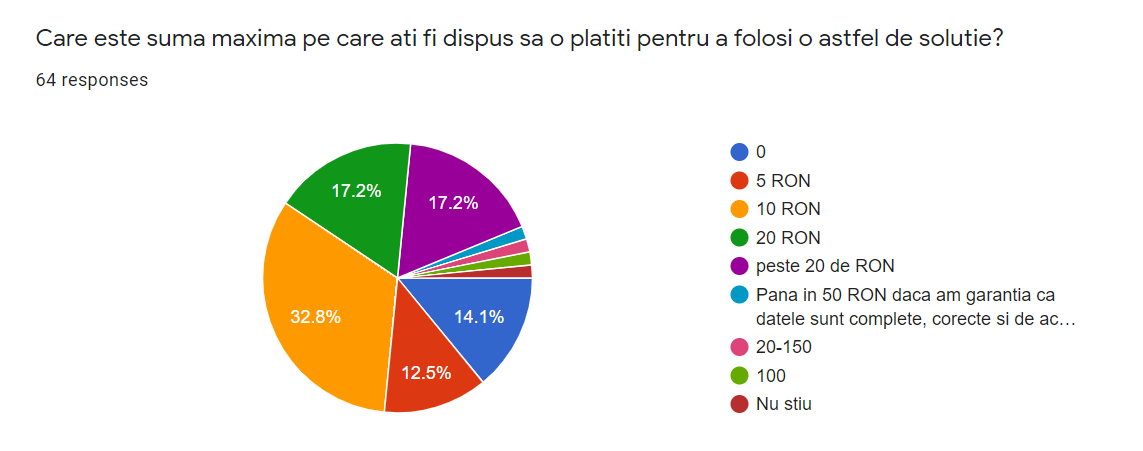 Care este suma maxima pe care ati fi dispus sa o platiti pentru a folosi o astfel de solutie?
64 responses
17.2%
17.2%
32.8%
14.1%
12.5%
0
5 RON
10 RON
20 RON
peste 20 de RON
Pana in 50 RON daca am garantia ca
datele sunt complete, corecte si de ac…
20-150
100
Nu stiu